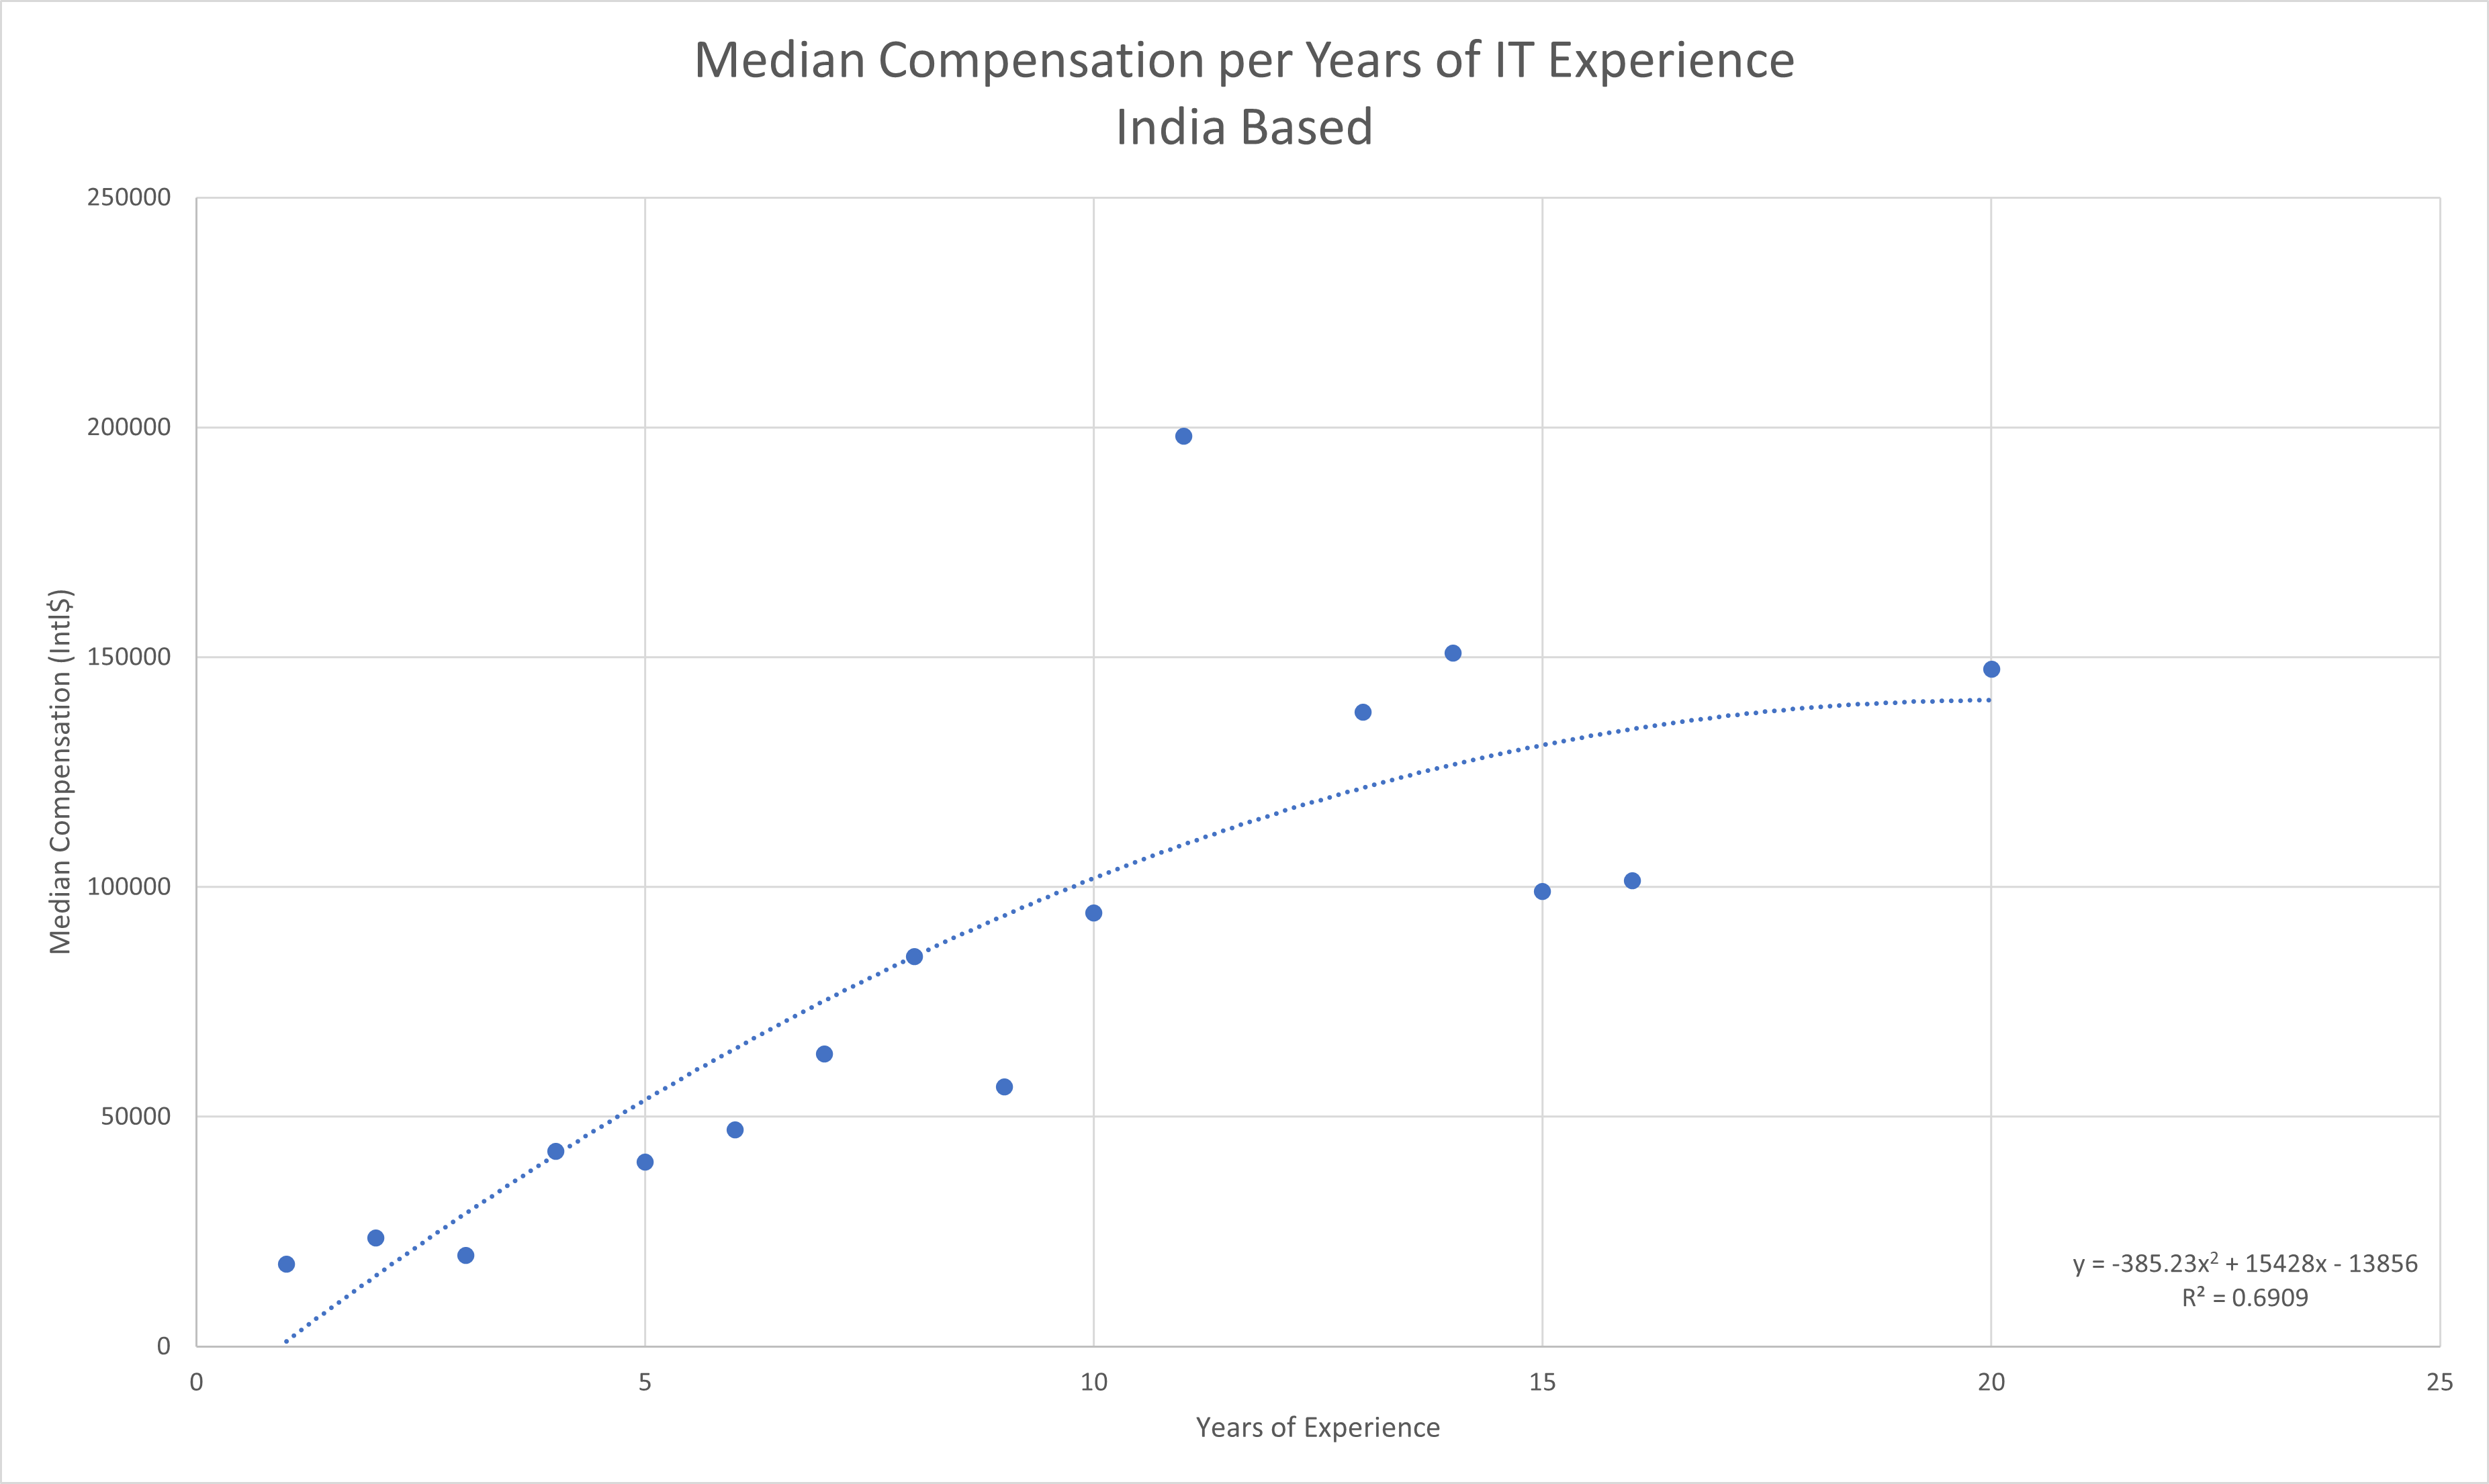 Median Compensation per Years of IT Experience
India Based
250000
200000
150000
100000
50000
0
Median Compensation (Intl$)
0 5 10 15 20 25
Years of Experience
y = -385.23x² + 15428x - 13856
R² = 0.6909